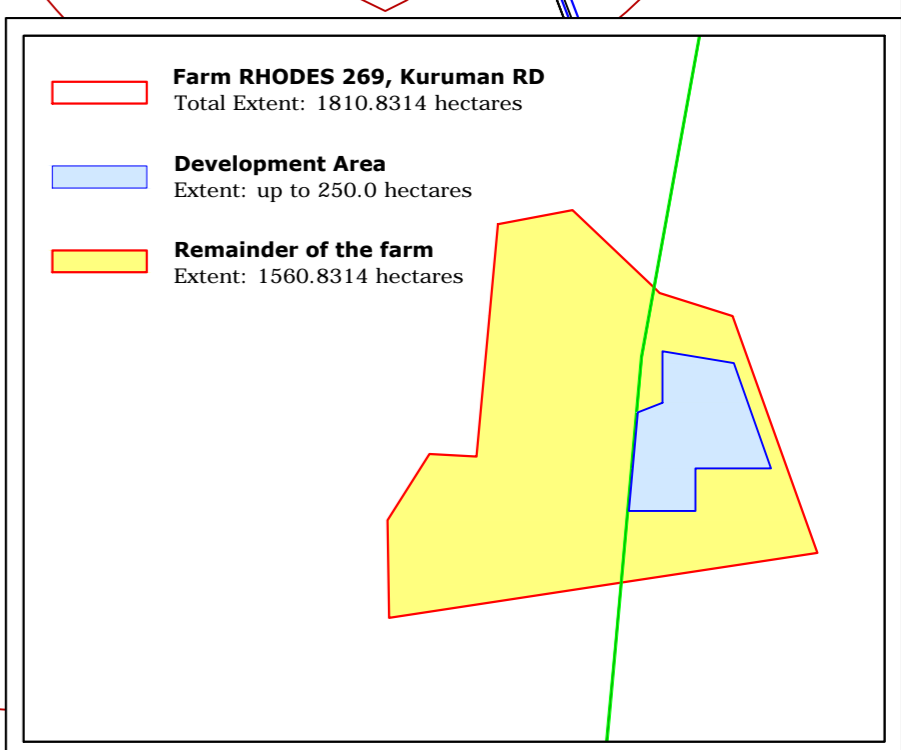 Farm RHODES 269, Kuruman RD
Total Extent: 1810.8314 hectares
Development Area
Extent: up to 250.0 hectares
Remainder of the farm
Extent: 1560.8314 hectares